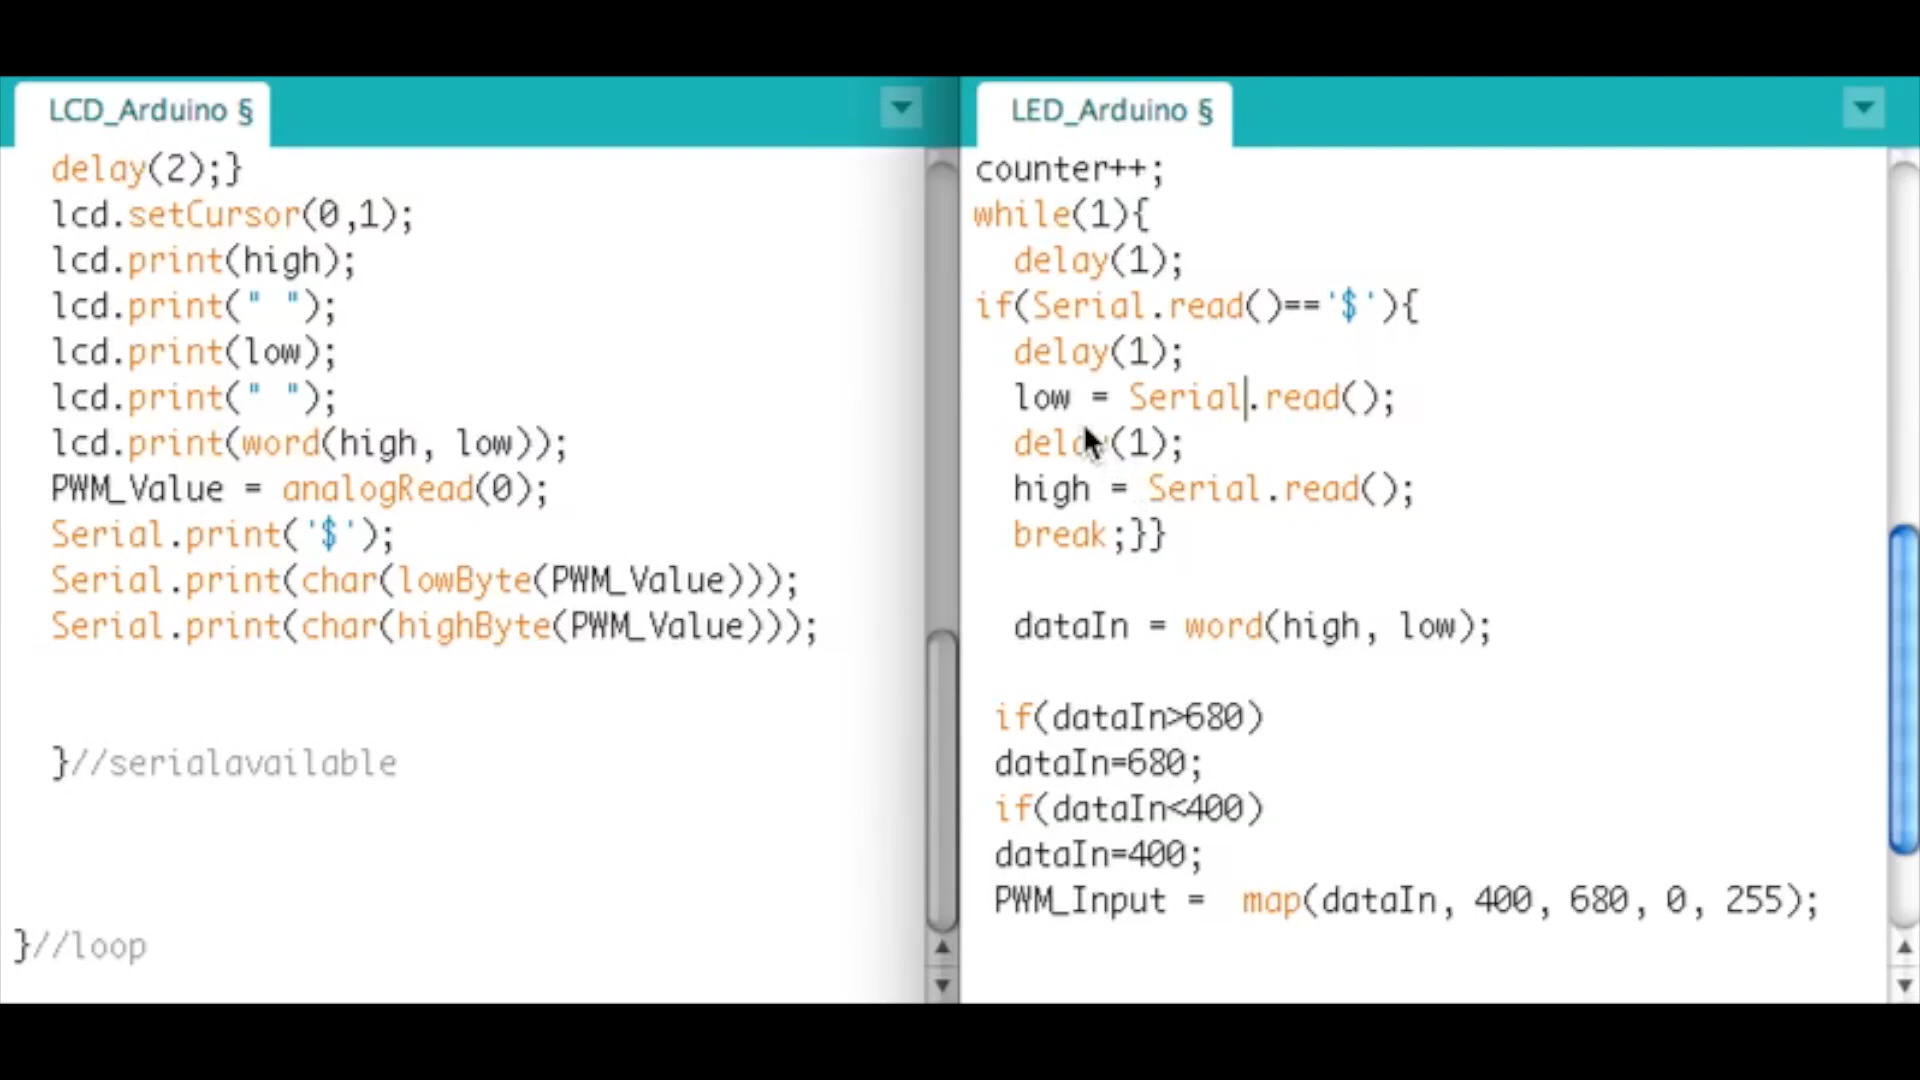 LCD_Arduino §
delay(2);}
lcd.setCursor(0,1);
lcd.print(high);
lcd.print(" ");
lcd.print(low);
lcd.print(" ");
lcd.print(word(high, low));
PWM_Value = analogRead(0);
Serial.print('$');
Serial.print(char(lowByte(PWM_Value)));
Serial.print(char(highByte(PWM_Value)));
}//serialavailable
}//loop
LED_Arduino §
counter++;
while(1){
delay(1);
if(Serial.read()=='$'){
delay(1);
low = Serial.read();
delay(1);
high = Serial.read();
break;}}
dataIn = word(high, low);
if(dataIn>680)
dataIn=680;
if(dataIn<400)
dataIn=400;
PWM_Input =  map(dataIn, 400, 680, 0, 255);